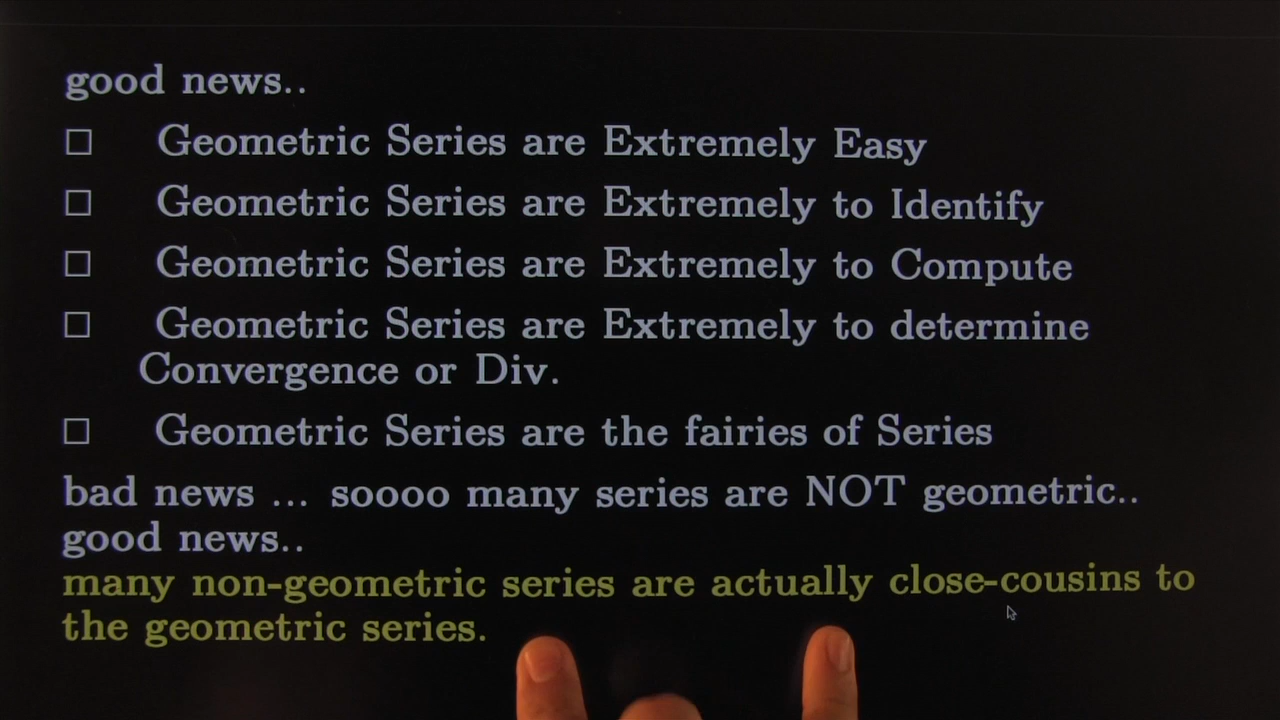 good news..
□ Geometric Series are Extremely Easy
□ Geometric Series are Extremely to Identify
□ Geometric Series are Extremely to Compute
□ Geometric Series are Extremely to determine
Convergence or Div.
□ Geometric Series are the fairies of Series
bad news ... soooo many series are NOT geometric..
good news..
many non-geometric series are actually close-cousins to
the geometric series.